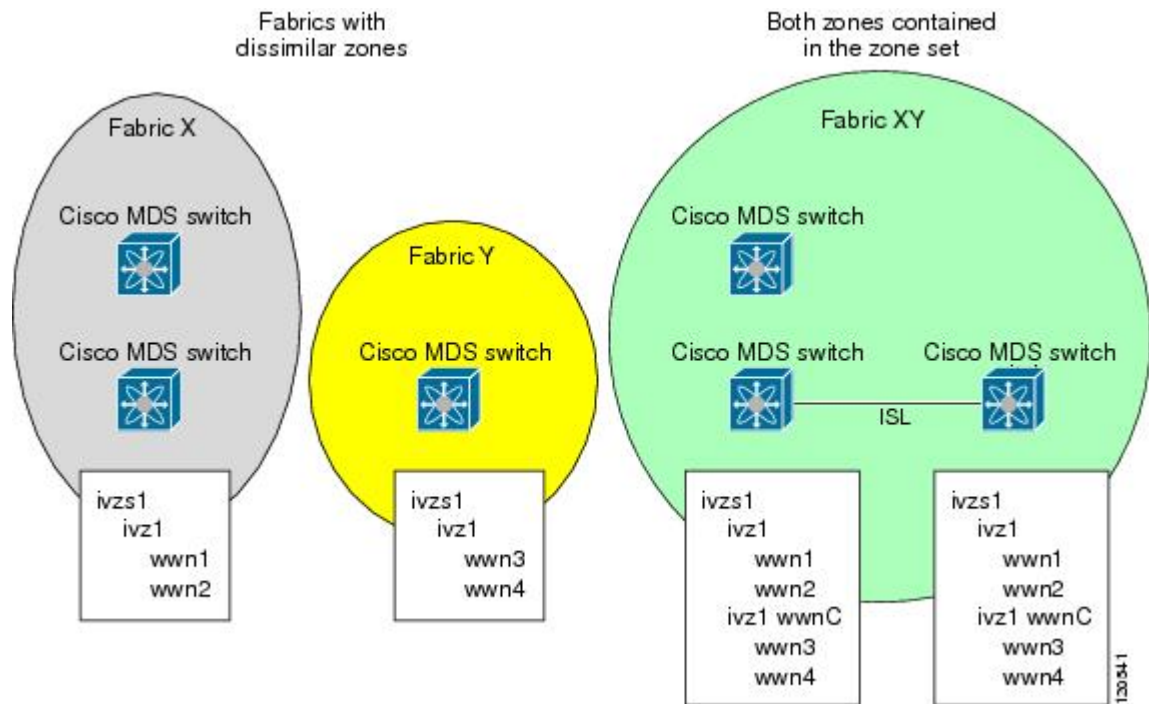 Fabrics with
dissimilar zones
Both zones contained
in the zone set
Fabric X
Cisco MDS switch
Cisco MDS switch
ivzs1
ivz1
wwn1
wwn2
Fabric Y
Cisco MDS switch
ivzs1
ivz1
wwn3
wwn4
Fabric XY
Cisco MDS switch
Cisco MDS switch
Cisco MDS switch
ISL
ivzs1
ivz1
wwn1
wwn2
ivz1 wwnC
wwn3
wwn4
ivzs1
ivz1
wwn1
wwn2
ivz1 wwnC
wwn3
wwn4
120541